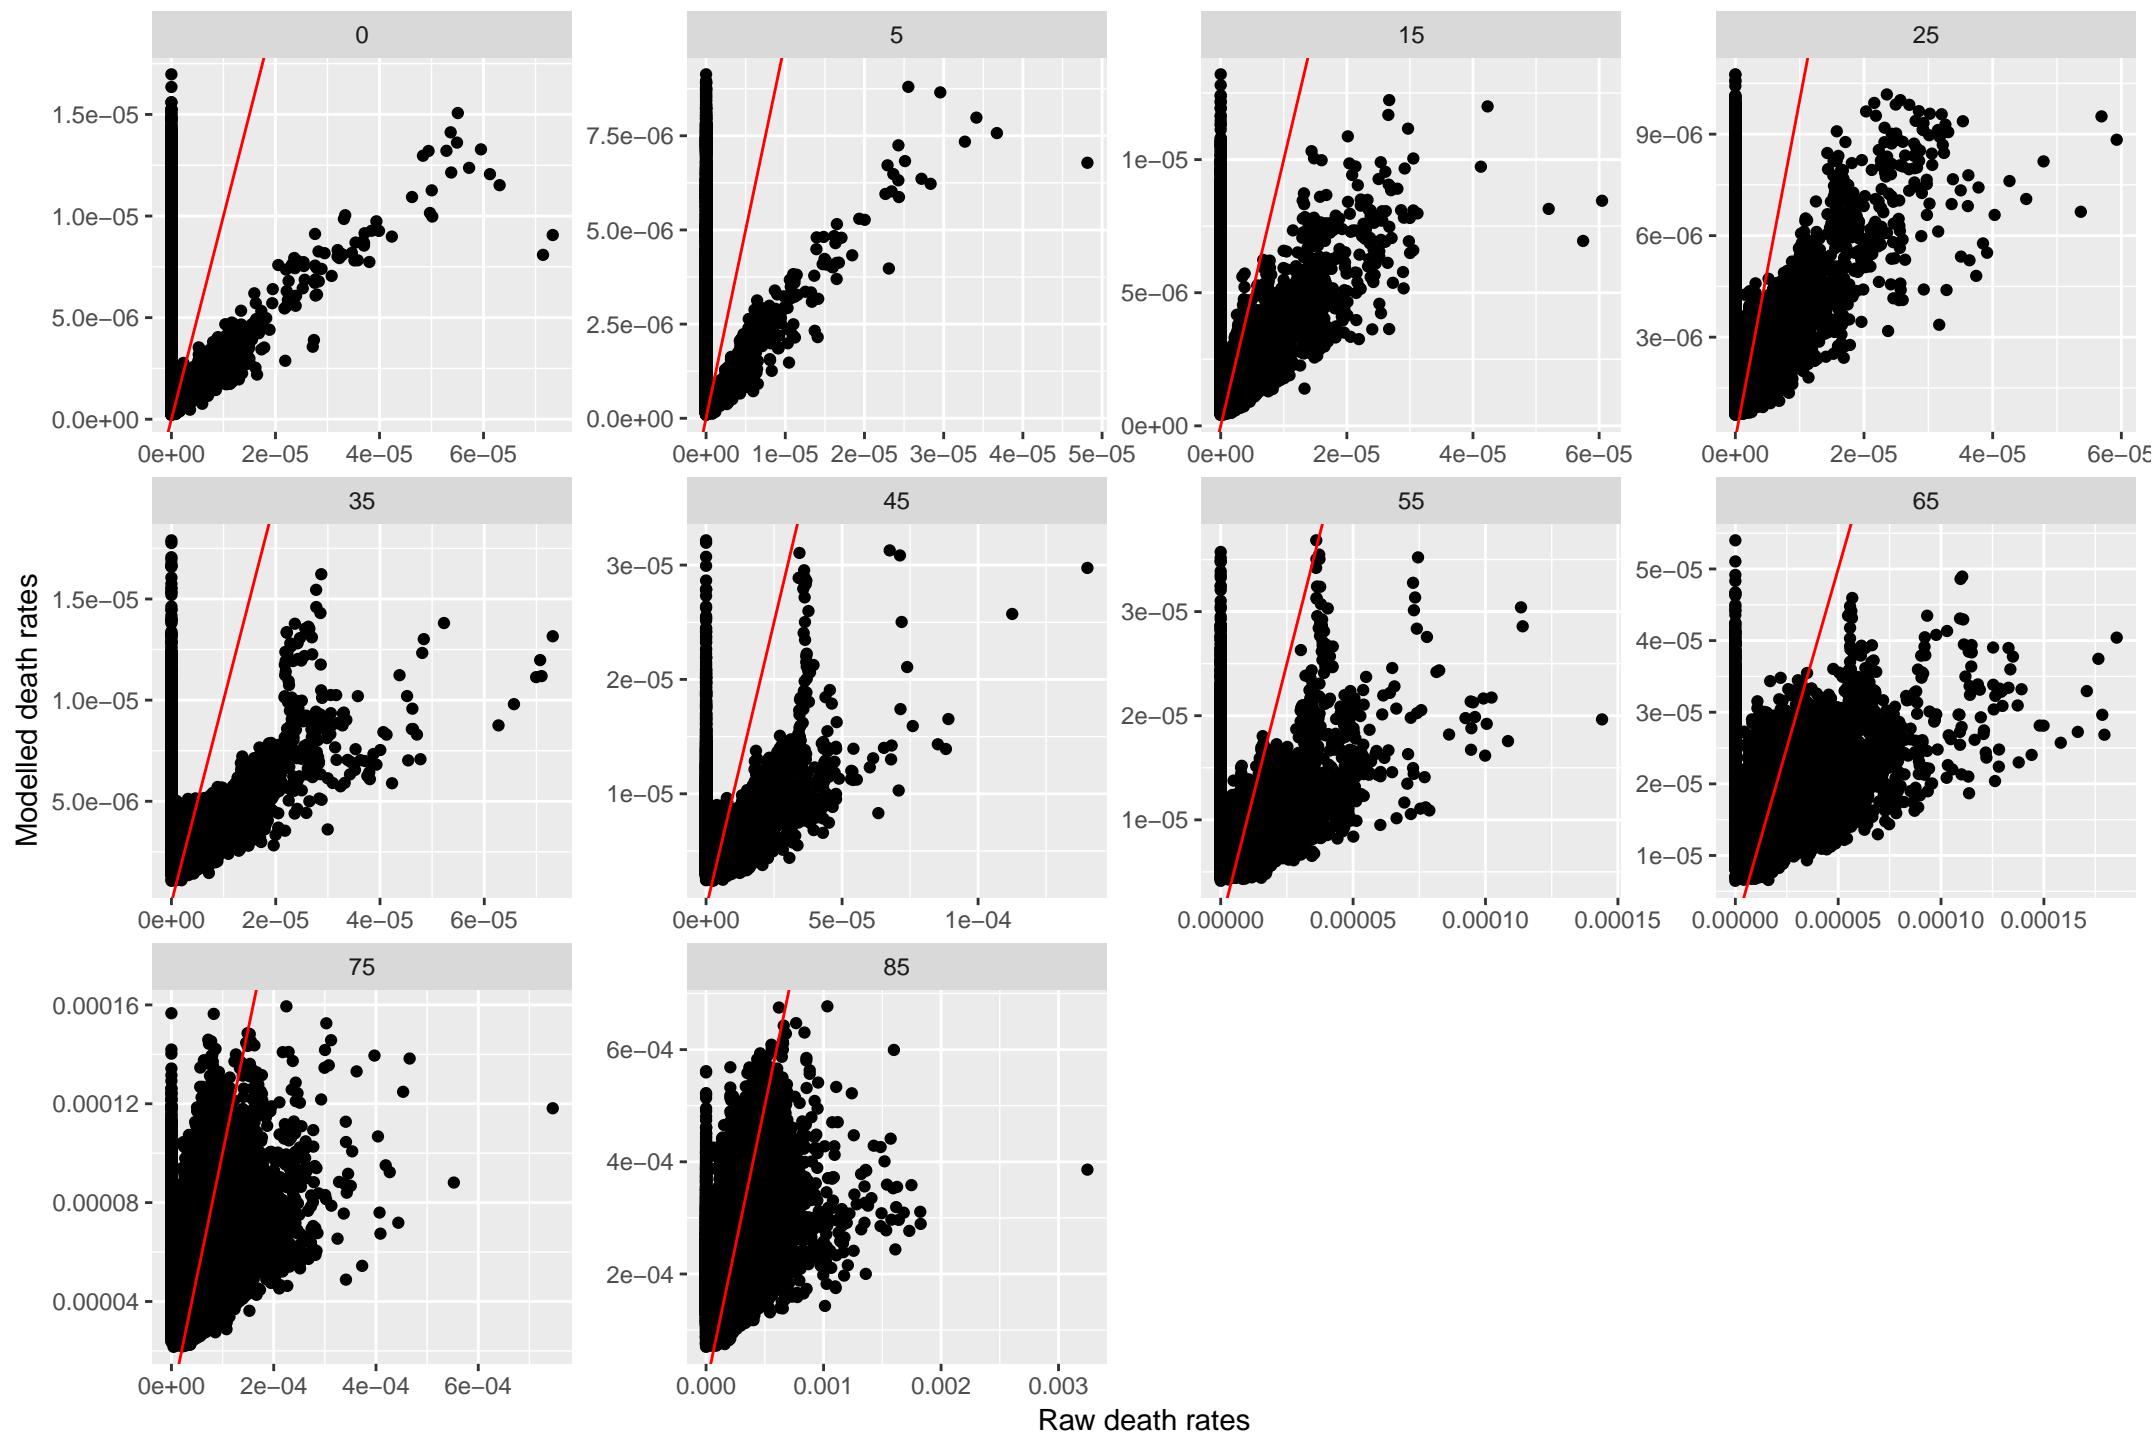 0 5 15 25
1.5e−05 7.5e−06 1e−05 9e−06
1.0e−05 5.0e−06 5e−06 6e−06
5.0e−06 2.5e−06 3e−06
0.0e+00 0.0e+00 0e+00
0e+00 2e−05 4e−05 6e−05 0e+00 1e−05 2e−05 3e−05 4e−05 5e−05 0e+00 2e−05 4e−05 6e−05 0e+00 2e−05 4e−05 6e−05
35 45 55 65
1.5e−05 3e−05 3e−05 5e−05
1.0e−05 2e−05 2e−05 4e−05
5.0e−06 1e−05 1e−05 3e−05
2e−05
1e−05
0e+00 2e−05 4e−05 6e−05 0e+00 5e−05 1e−04 0.00000 0.00005 0.00010 0.00015 0.00000 0.00005 0.00010 0.00015
Modelled death rates
75 85
0.00016 6e−04
0.00012 4e−04
0.00008 2e−04
0.00004
0e+00 2e−04 4e−04 6e−04 0.000 0.001 0.002 0.003
Raw death rates